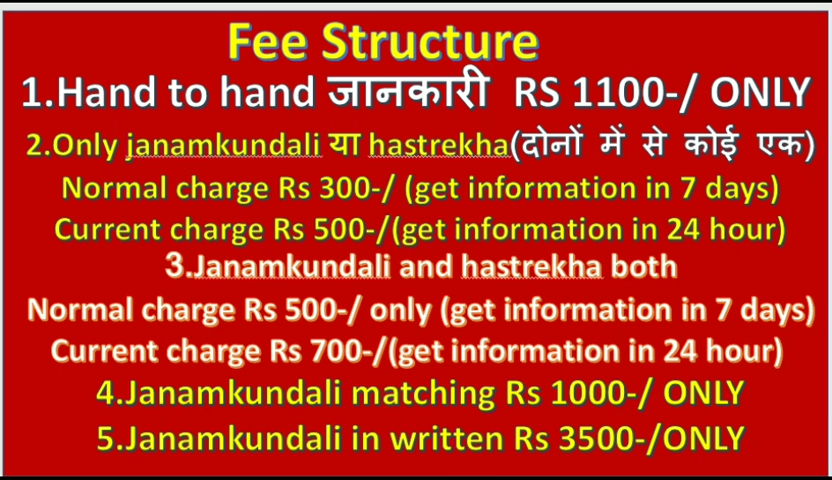 Fee Structure
1.Hand to hand जानकारी RS 1100-/ ONLY
2.Only janamkundali या hastrekha(दोनों में से कोई एक)
Normal charge Rs 300-/ (get information in 7 days)
Current charge Rs 500-/(get information in 24 hour)
3.Janamkundali and hastrekha both
Normal charge Rs 500-/ only (get information in 7 days)
Current charge Rs 700-/(get information in 24 hour)
4.Janamkundali matching Rs 1000-/ ONLY
5.Janamkundali in written Rs 3500-/ONLY